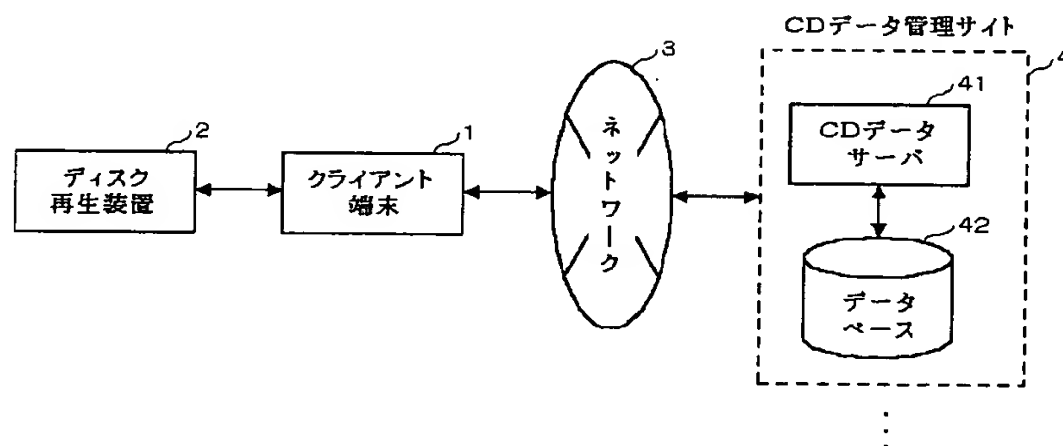 CDデータ管理サイト
4
41
CDデータ
サーバ
3
ネットワーク
2
ディスク
再生装置
1
クライアント
端末
42
データ
ベース